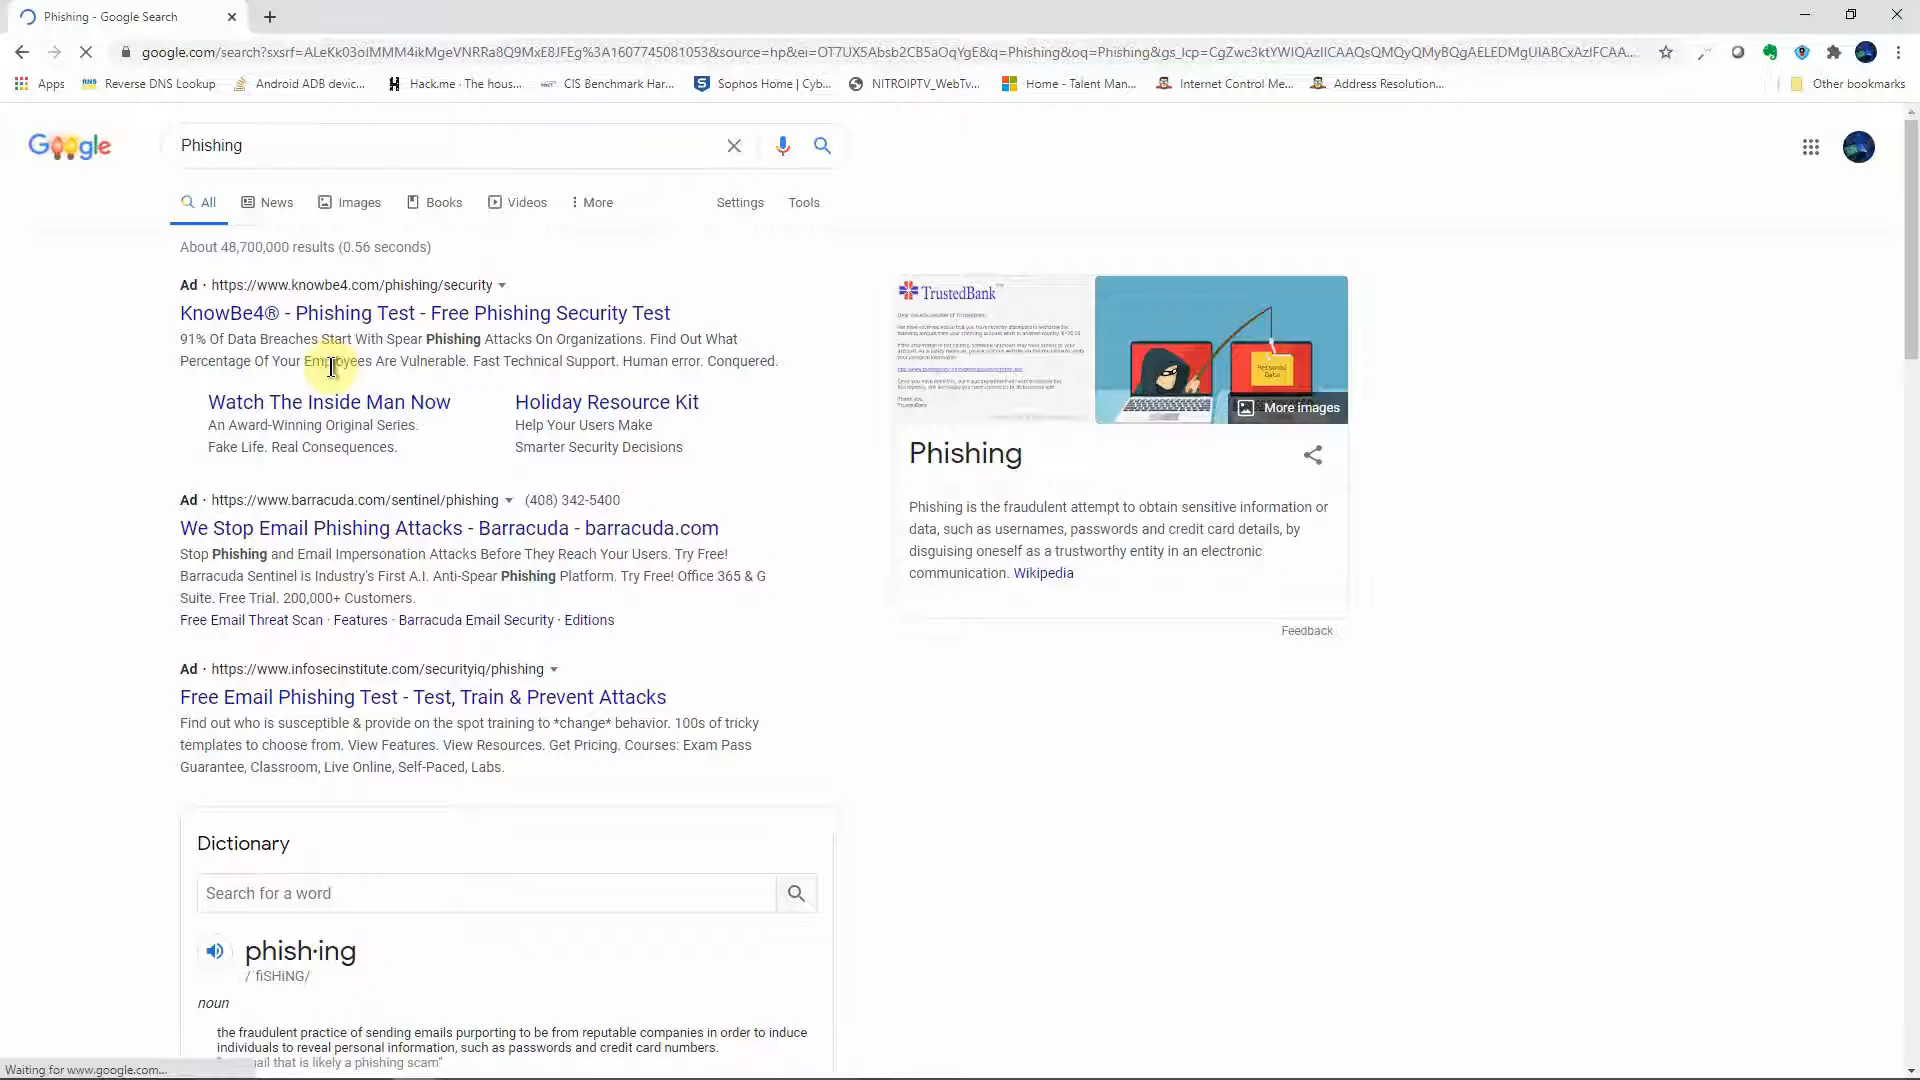 Phishing - Google Search
google.com/search?sxsrf=ALeKk03oIMMM4ikMgeVNRRa8Q9MxE8JFEg%3A1607745081053&source=hp&ei=OT7UX5Absb2CB5aOqYgE&q=Phishing&oq=Phishing&gs_lcp=CgZwc3ktYWIQAzIICAAQsQMQyQMyBQgAELEDMgUIABCxAzIFCAA...
Apps
RNS Reverse DNS Lookup
Android ADB devic...
Hack.me · The hous...
CIS Benchmark Har...
Sophos Home | Cyb...
NITROIPTV_WebTv...
Home - Talent Man...
Internet Control Me...
Address Resolution...
Other bookmarks
Google
Phishing
All News Images Books Videos More Settings Tools
About 48,700,000 results (0.56 seconds)
Ad · https://www.knowbe4.com/phishing/security
KnowBe4® - Phishing Test - Free Phishing Security Test
91% Of Data Breaches Start With Spear Phishing Attacks On Organizations. Find Out What
Percentage Of Your Employees Are Vulnerable. Fast Technical Support. Human error. Conquered.
Watch The Inside Man Now
An Award-Winning Original Series.
Fake Life. Real Consequences.
Holiday Resource Kit
Help Your Users Make
Smarter Security Decisions
Ad · https://www.barracuda.com/sentinel/phishing (408) 342-5400
We Stop Email Phishing Attacks - Barracuda - barracuda.com
Stop Phishing and Email Impersonation Attacks Before They Reach Your Users. Try Free!
Barracuda Sentinel is Industry's First A.I. Anti-Spear Phishing Platform. Try Free! Office 365 & G
Suite. Free Trial. 200,000+ Customers.
Free Email Threat Scan · Features · Barracuda Email Security · Editions
Ad · https://www.infosecinstitute.com/securityiq/phishing
Free Email Phishing Test - Test, Train & Prevent Attacks
Find out who is susceptible & provide on the spot training to *change* behavior. 100s of tricky
templates to choose from. View Features. View Resources. Get Pricing. Courses: Exam Pass
Guarantee, Classroom, Live Online, Self-Paced, Labs.
Dictionary
Search for a word
phish·ing
/ˈfiSHiNG/
noun
the fraudulent practice of sending emails purporting to be from reputable companies in order to induce
individuals to reveal personal information, such as passwords and credit card numbers.
ail that is likely a phishing scam"
Waiting for www.google.com...
TrustedBank™
Personal
Data
More images
Phishing
Phishing is the fraudulent attempt to obtain sensitive information or
data, such as usernames, passwords and credit card details, by
disguising oneself as a trustworthy entity in an electronic
communication. Wikipedia
Feedback